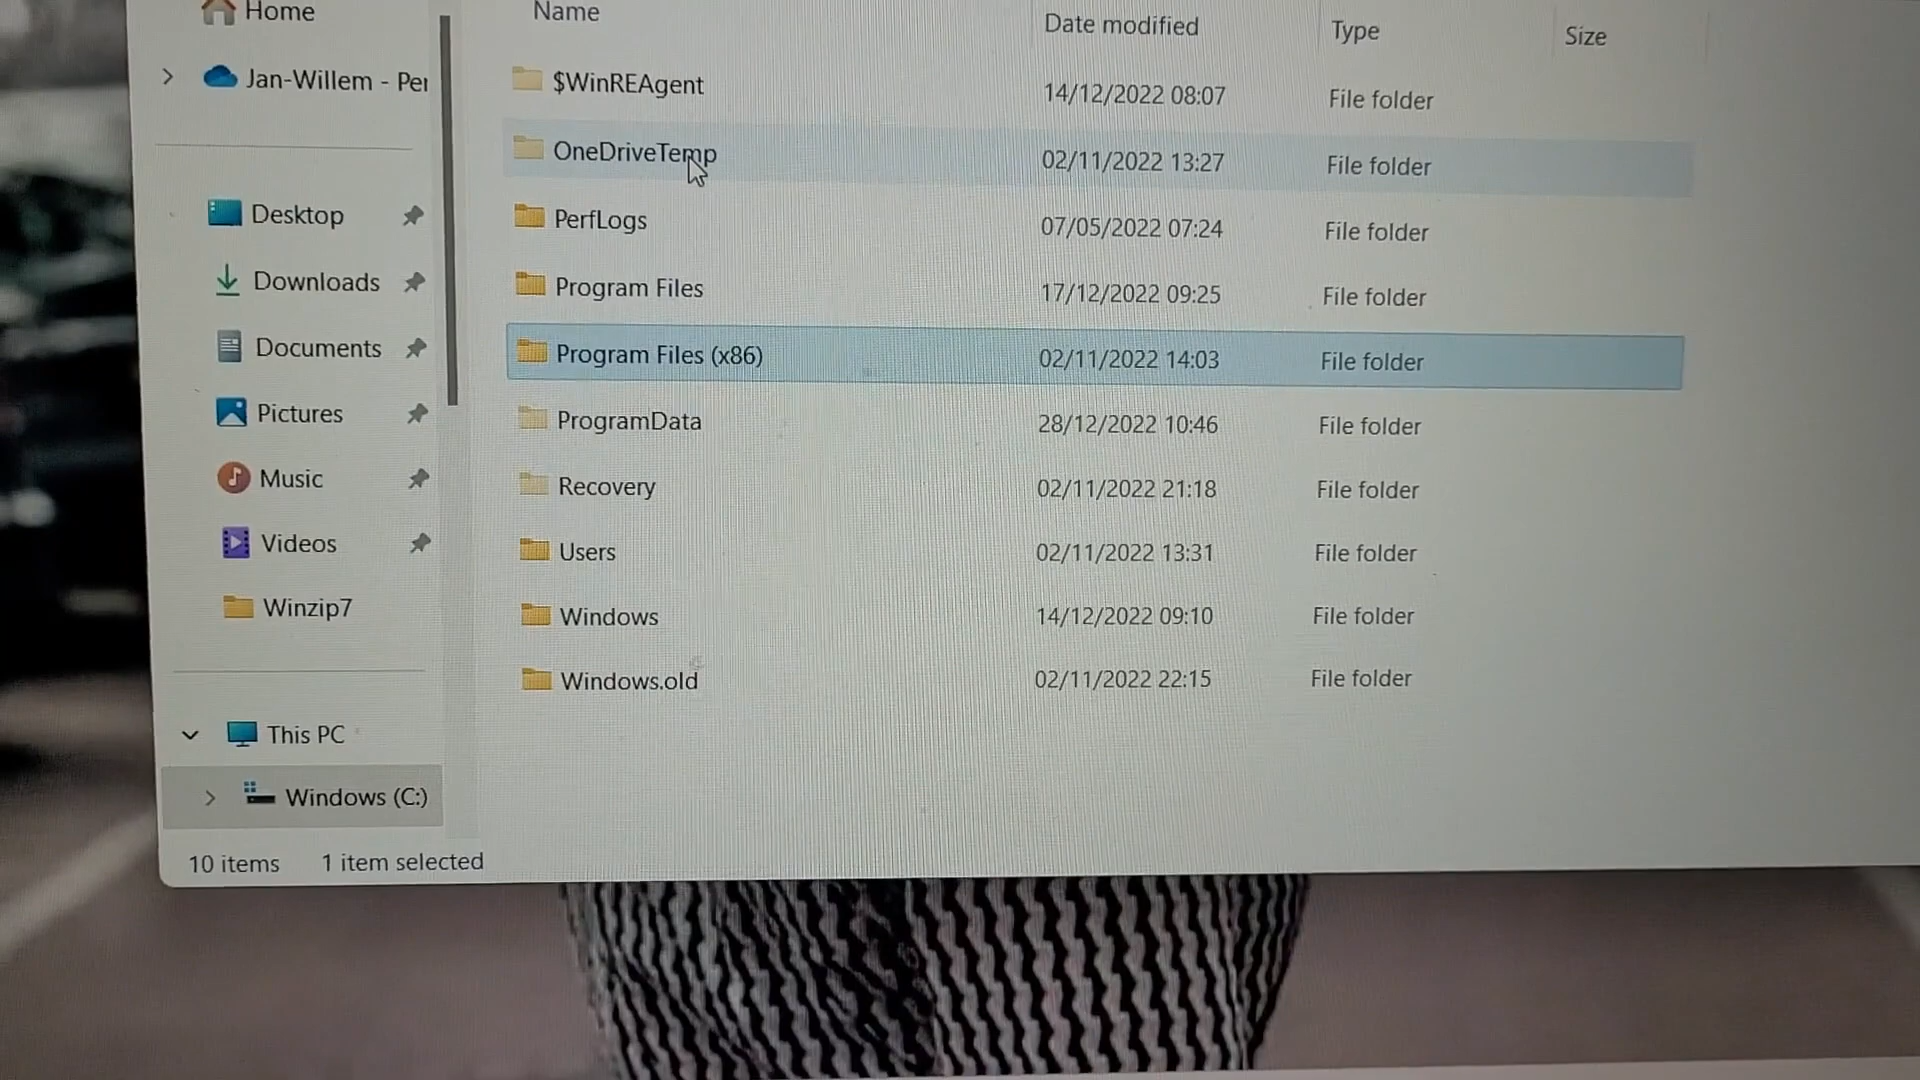 Home
Jan-Willem - Per
Desktop
Downloads
Documents
Pictures
Music
Videos
Winzip7
This PC
Windows (C:)
10 items 1 item selected
Name Date modified Type Size
$WinREAgent 14/12/2022 08:07 File folder
OneDriveTemp 02/11/2022 13:27 File folder
PerfLogs 07/05/2022 07:24 File folder
Program Files 17/12/2022 09:25 File folder
Program Files (x86) 02/11/2022 14:03 File folder
ProgramData 28/12/2022 10:46 File folder
Recovery 02/11/2022 21:18 File folder
Users 02/11/2022 13:31 File folder
Windows 14/12/2022 09:10 File folder
Windows.old 02/11/2022 22:15 File folder